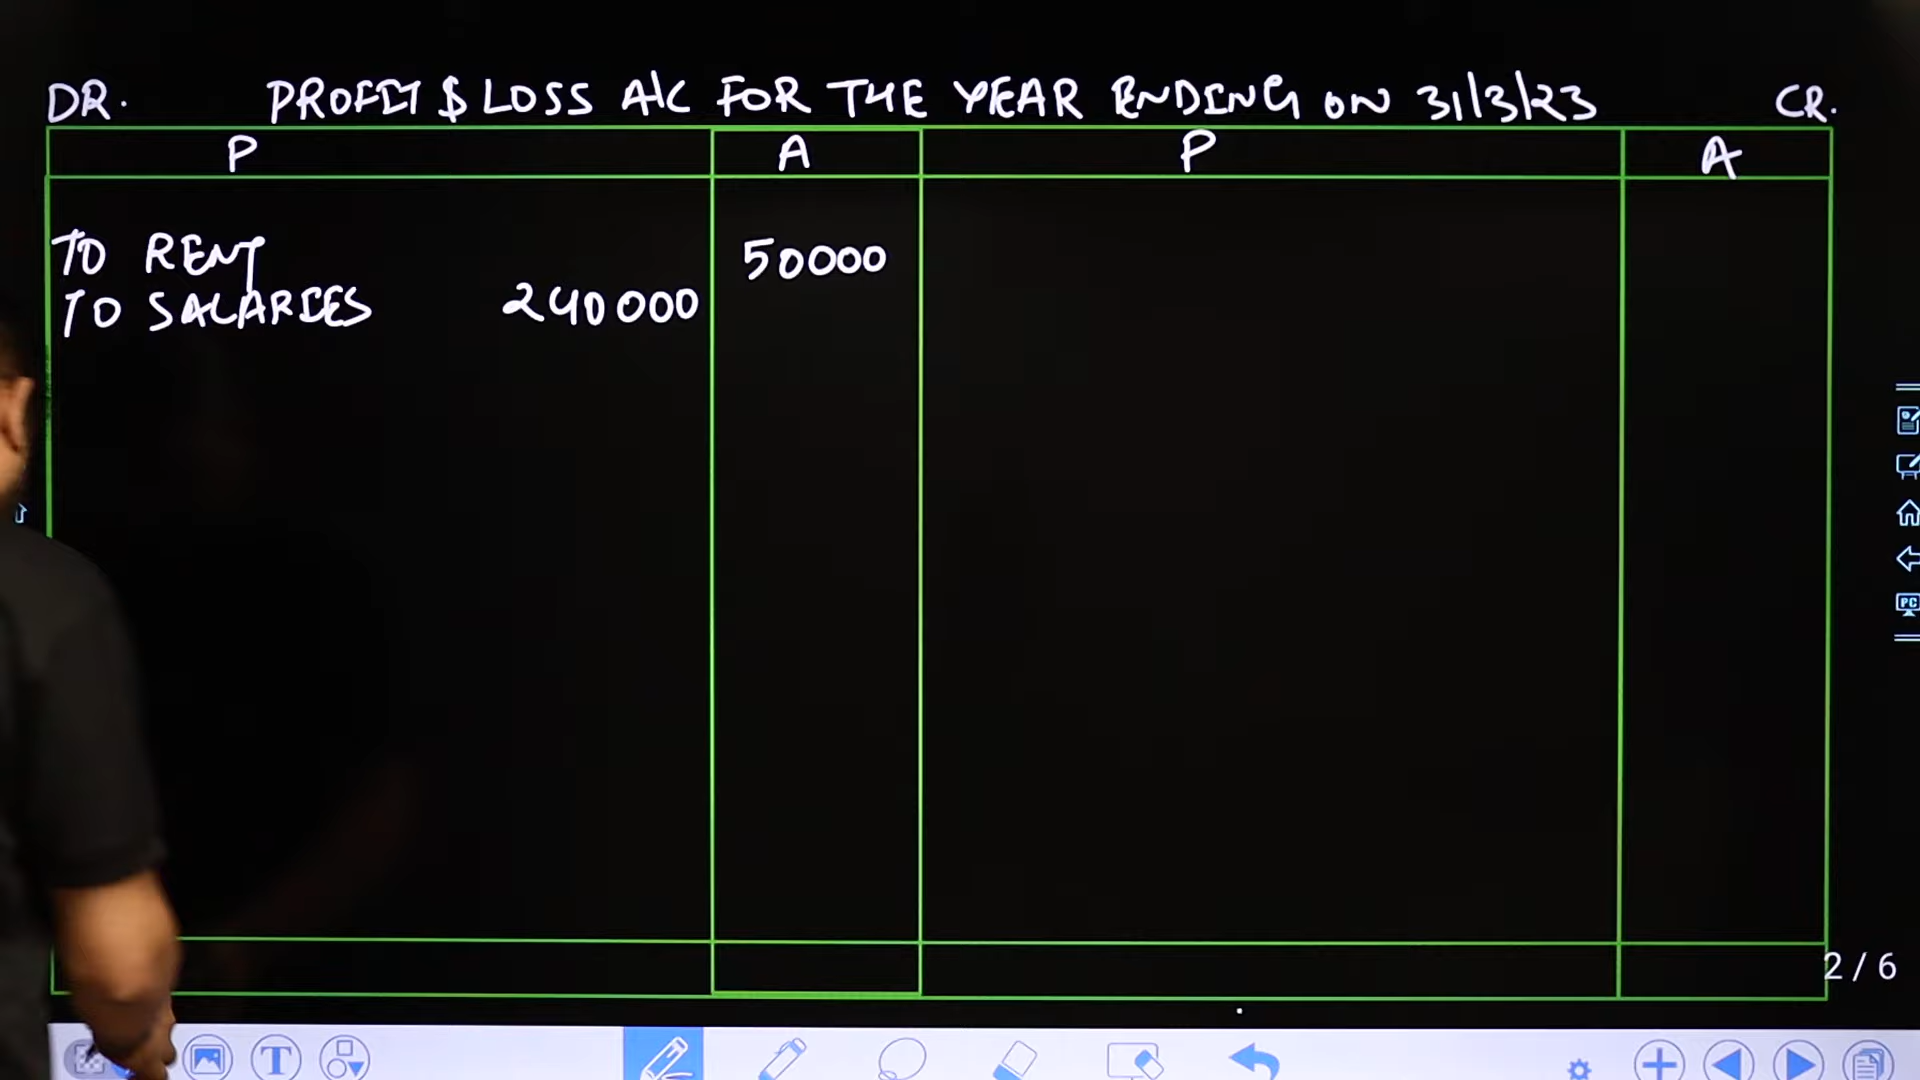 DR. PROFIT $ LOSS A/C FOR THE YEAR ENDING ON 31/3/23 CR.
P A P A
TO RENT 50000
TO SALARIES 240000
PC
2 / 6
T